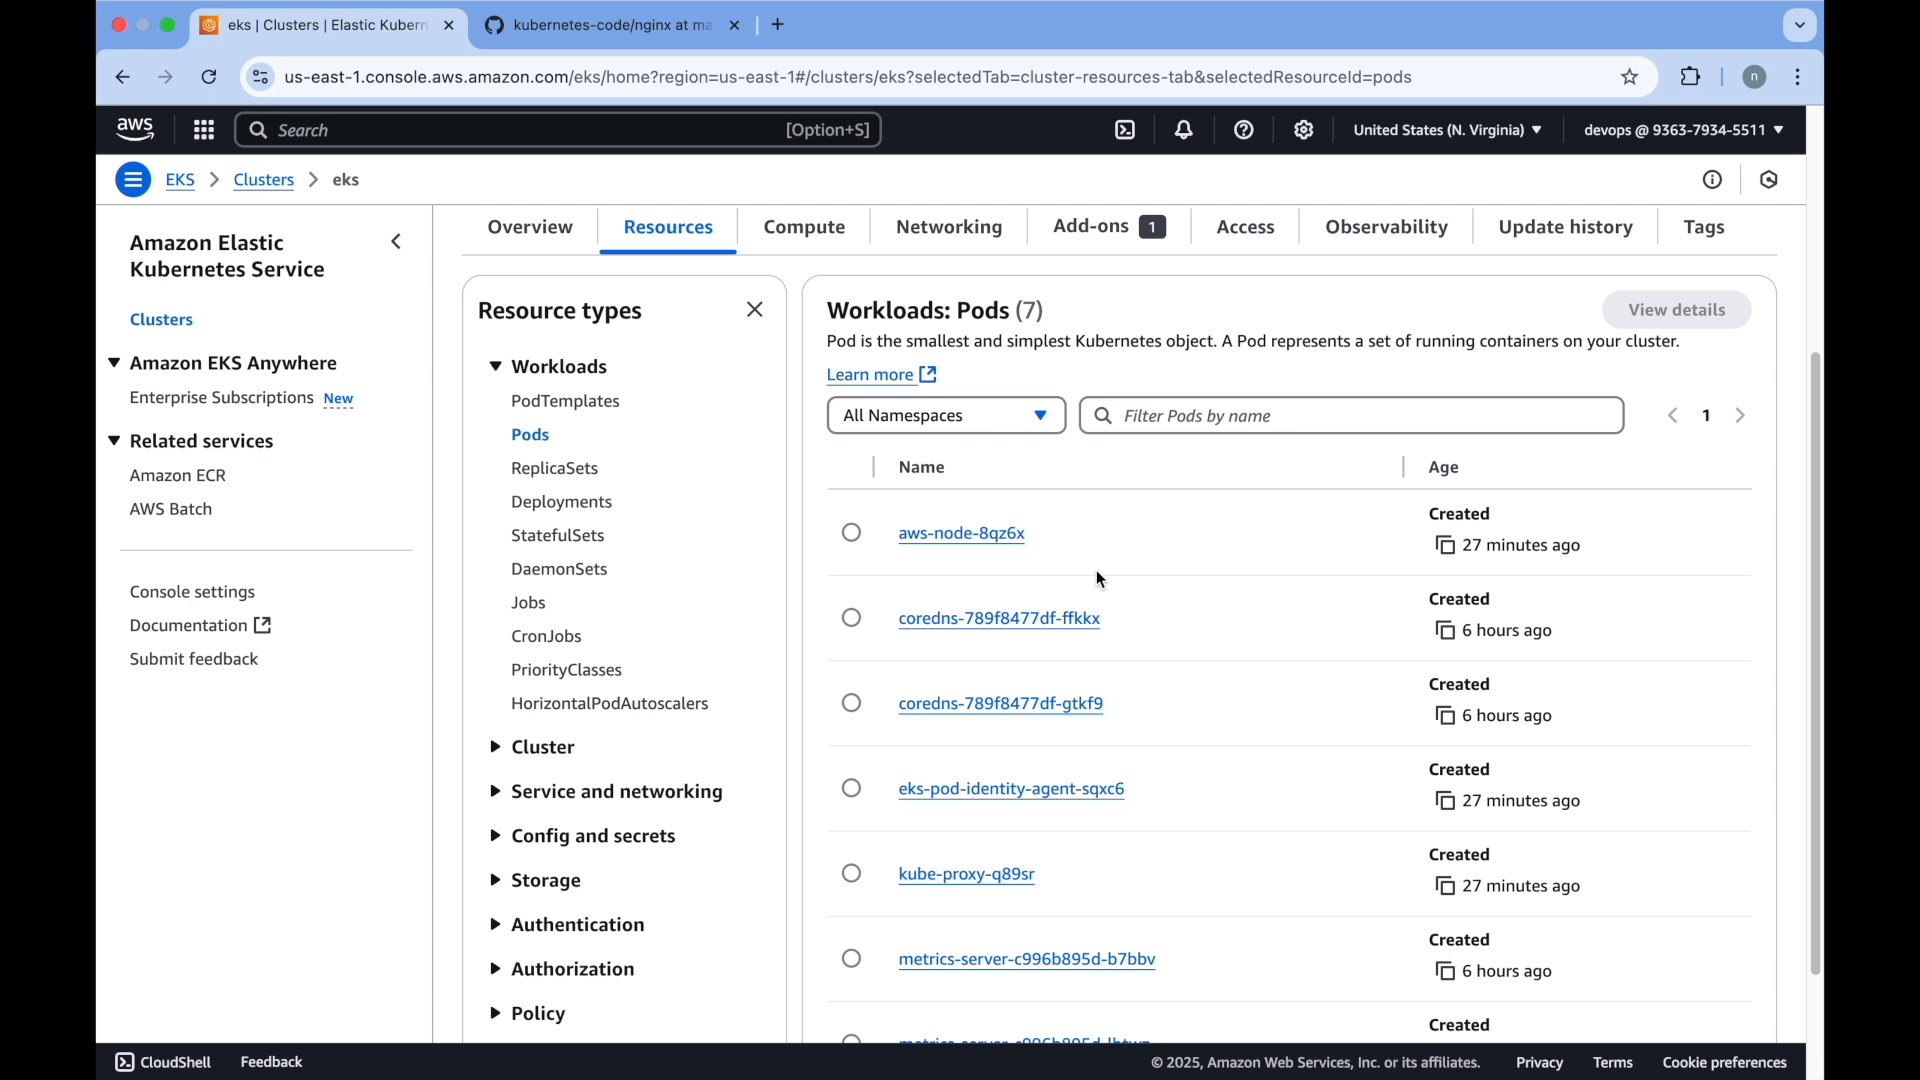 eks | Clusters | Elastic Kubern
kubernetes-code/nginx at ma
us-east-1.console.aws.amazon.com/eks/home?region=us-east-1#/clusters/eks?selectedTab=cluster-resources-tab&selectedResourceId=pods
n
aws
Search
[Option+S]
United States (N. Virginia)
devops @ 9363-7934-5511
EKS
Clusters
eks
Amazon Elastic
Kubernetes Service
Clusters
Amazon EKS Anywhere
Enterprise Subscriptions New
Related services
Amazon ECR
AWS Batch
Console settings
Documentation
Submit feedback
Overview
Resources
Compute
Networking
Add-ons 1
Access
Observability
Update history
Tags
Resource types
Workloads
PodTemplates
Pods
ReplicaSets
Deployments
StatefulSets
DaemonSets
Jobs
CronJobs
PriorityClasses
HorizontalPodAutoscalers
Cluster
Service and networking
Config and secrets
Storage
Authentication
Authorization
Policy
Workloads: Pods (7)
View details
Pod is the smallest and simplest Kubernetes object. A Pod represents a set of running containers on your cluster.
Learn more
All Namespaces
Filter Pods by name
1
Name
Age
aws-node-8qz6x
Created
27 minutes ago
coredns-789f8477df-ffkkx
Created
6 hours ago
coredns-789f8477df-gtkf9
Created
6 hours ago
eks-pod-identity-agent-sqxc6
Created
27 minutes ago
kube-proxy-q89sr
Created
27 minutes ago
metrics-server-c996b895d-b7bbv
Created
6 hours ago
Created
CloudShell
Feedback
© 2025, Amazon Web Services, Inc. or its affiliates.
Privacy
Terms
Cookie preferences